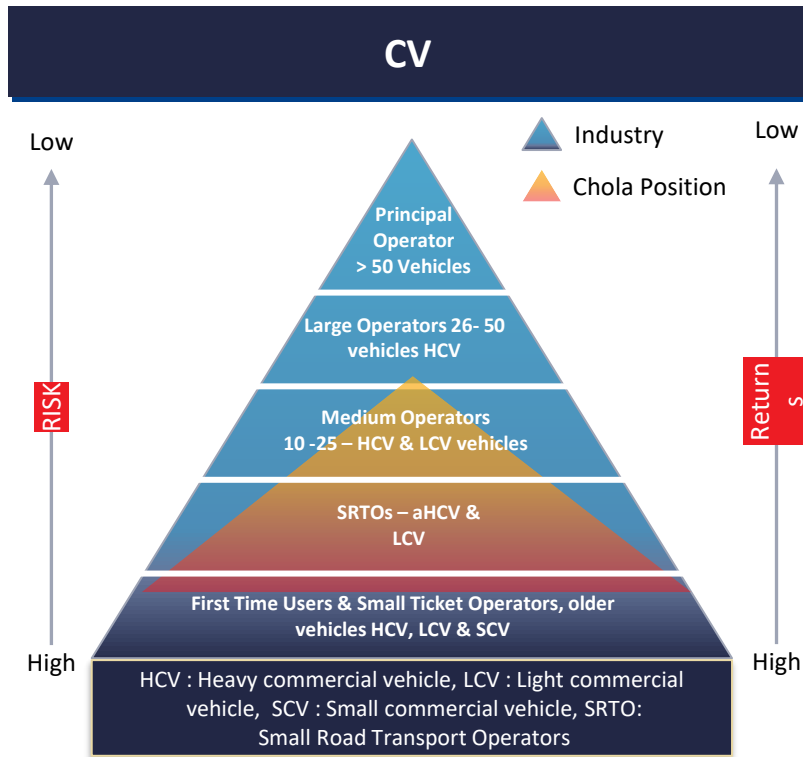 CV
Low
Low
Industry
Chola Position
Principal
Operator
> 50 Vehicles
Large Operators 26- 50
vehicles HCV
RISK
Return
s
Medium Operators
10 -25 – HCV & LCV vehicles
SRTOs – aHCV &
LCV
First Time Users & Small Ticket Operators, older
vehicles HCV, LCV & SCV
High
High
HCV : Heavy commercial vehicle, LCV : Light commercial
vehicle, SCV : Small commercial vehicle, SRTO:
Small Road Transport Operators